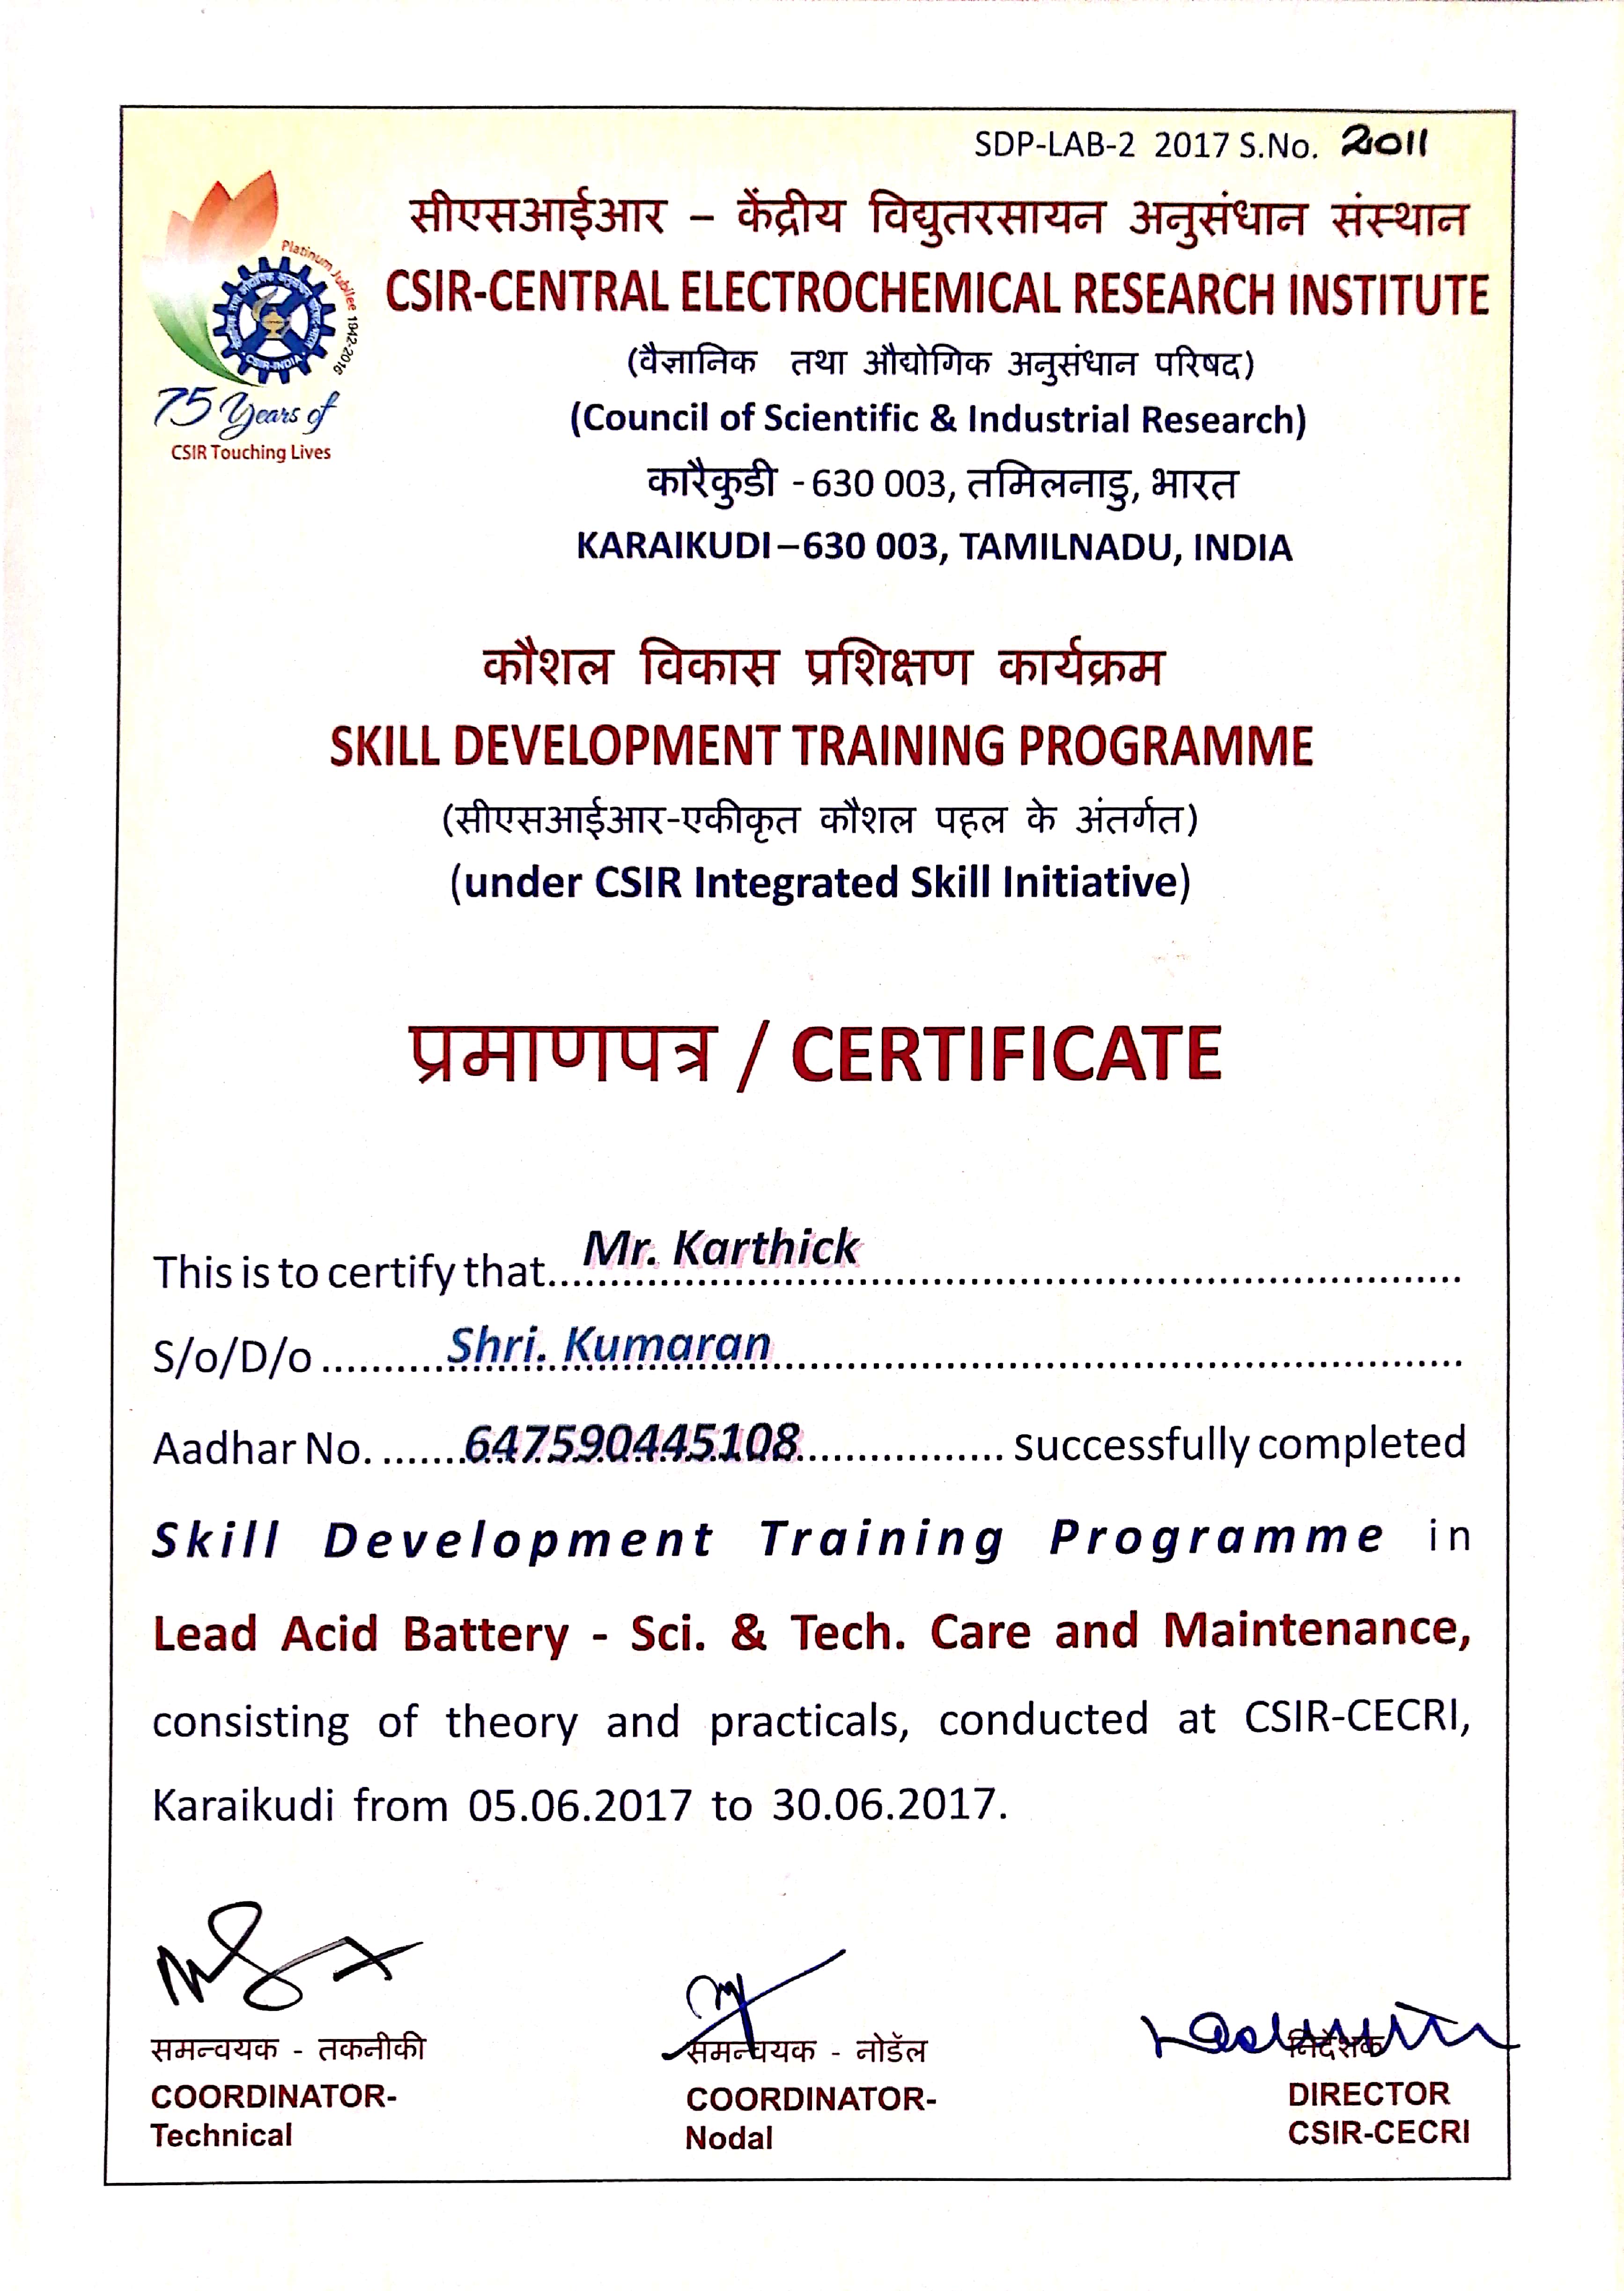 SDP-LAB-2 2017 S.No. 2011
सीएसआईआर – केंद्रीय विद्युतरसायन अनुसंधान संस्थान
CSIR-CENTRAL ELECTROCHEMICAL RESEARCH INSTITUTE
(वैज्ञानिक तथा औद्योगिक अनुसंधान परिषद)
(Council of Scientific & Industrial Research)
कारैकुडी - 630 003, तमिलनाडु, भारत
KARAIKUDI – 630 003, TAMILNADU, INDIA
Platinum Jubilee 1942-2016
CSIR-INDIA
75 Years of
CSIR Touching Lives
कौशल विकास प्रशिक्षण कार्यक्रम
SKILL DEVELOPMENT TRAINING PROGRAMME
(सीएसआईआर-एकीकृत कौशल पहल के अंतर्गत)
(under CSIR Integrated Skill Initiative)
प्रमाणपत्र / CERTIFICATE
This is to certify that... Mr. Karthick
S/o/D/o .......... Shri. Kumaran
Aadhar No. ....... 647590445108 ................. successfully completed
Skill Development Training Programme in
Lead Acid Battery - Sci. & Tech. Care and Maintenance,
consisting of theory and practicals, conducted at CSIR-CECRI,
Karaikudi from 05.06.2017 to 30.06.2017.
समन्वयक - तकनीकी
COORDINATOR-
Technical
समन्वयक - नोडॅल
COORDINATOR-
Nodal
निदेशक
DIRECTOR
CSIR-CECRI